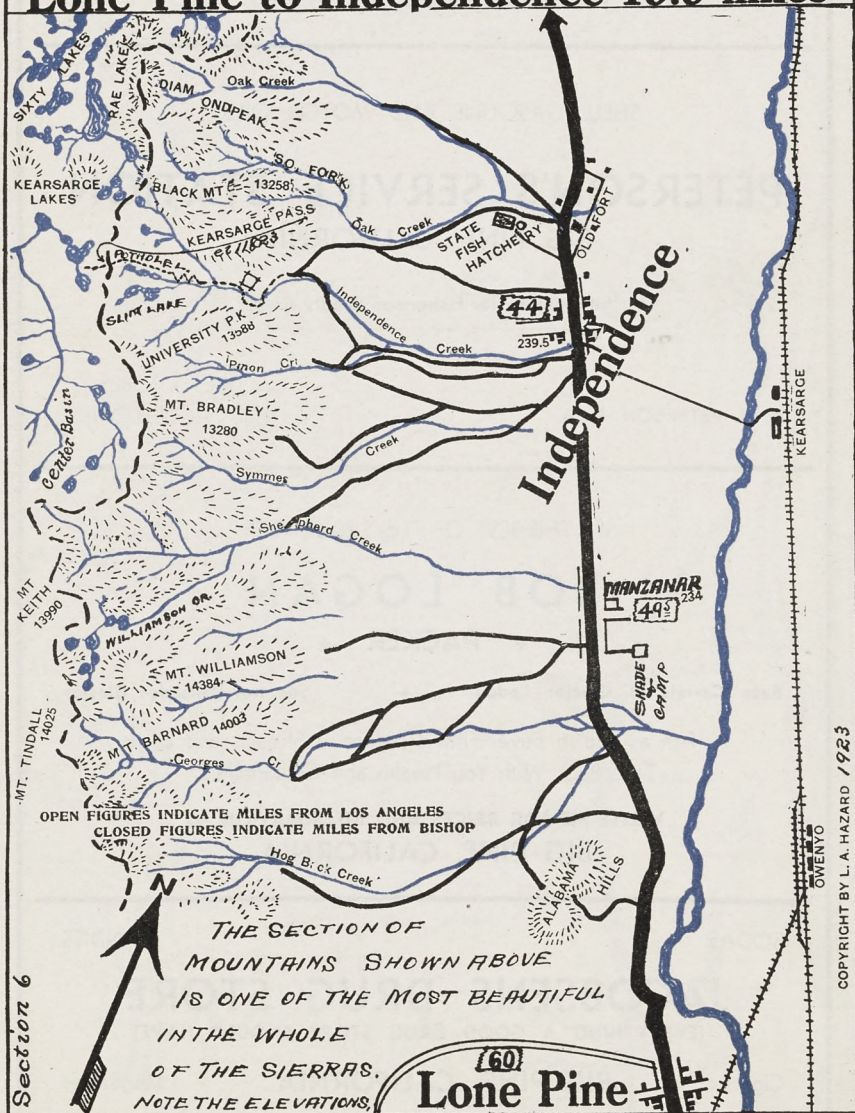 Lone Pine to Independence
SIXTY LAKES
RAE LAKE
DIAM
OND PEAK
Oak Creek
KEARSARGE
LAKES
BLACK MT
13258
SO. FORK
Oak Creek
KEARSARGE PASS
POTHOLE L
SLIM LAKE
STATE
FISH
HATCHERY
OLD FORT
44
239.5
Independence
Independence Creek
UNIVERSITY P.K.
13588
Pinon Cr
MT. BRADLEY
13280
Center Basin
Symmes Creek
KEARSARGE
Shepherd Creek
MT
KEITH
13990
WILLIAMSON CR.
MANZANAR
49.5
234
SHADE
&
CAMP
MT. WILLIAMSON
14384
MT. TINDALL
14025
MT. BARNARD 14003
Georges Cr.
OPEN FIGURES INDICATE MILES FROM LOS ANGELES
CLOSED FIGURES INDICATE MILES FROM BISHOP
Hog Back Creek
ALABAMA
HILLS
OWENYO
COPYRIGHT BY L. A. HAZARD 1923
N
THE SECTION OF
MOUNTAINS SHOWN ABOVE
IS ONE OF THE MOST BEAUTIFUL
IN THE WHOLE
OF THE SIERRAS.
NOTE THE ELEVATIONS,
Section 6
60
Lone Pine